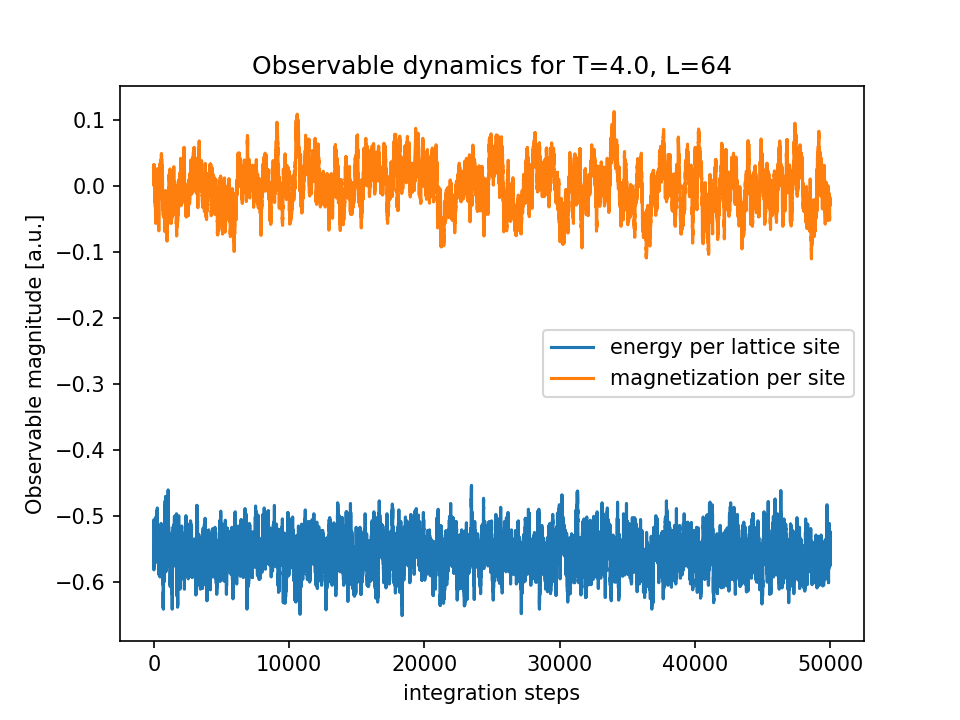 Observable dynamics for T=4.0, L=64
Observable magnitude [a.u.]
0.1
0.0
−0.1
−0.2
−0.3
−0.4
−0.5
−0.6
energy per lattice site
magnetization per site
0 10000 20000 30000 40000 50000
integration steps